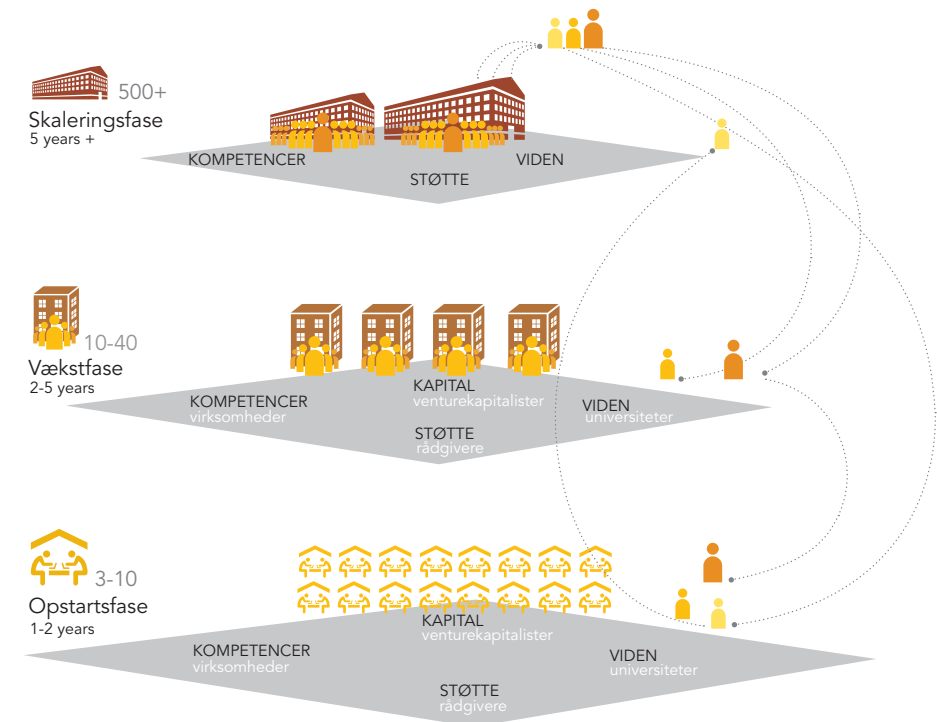 500+
Skaleringsfase
5 years +
KOMPETENCER
VIDEN
STØTTE
10-40
Vækstfase
2-5 years
KAPITAL
venturekapitalister
KOMPETENCER
virksomheder
VIDEN
universiteter
STØTTE
rådgivere
3-10
Opstartsfase
1-2 years
KAPITAL
venturekapitalister
KOMPETENCER
virksomheder
VIDEN
universiteter
STØTTE
rådgivere